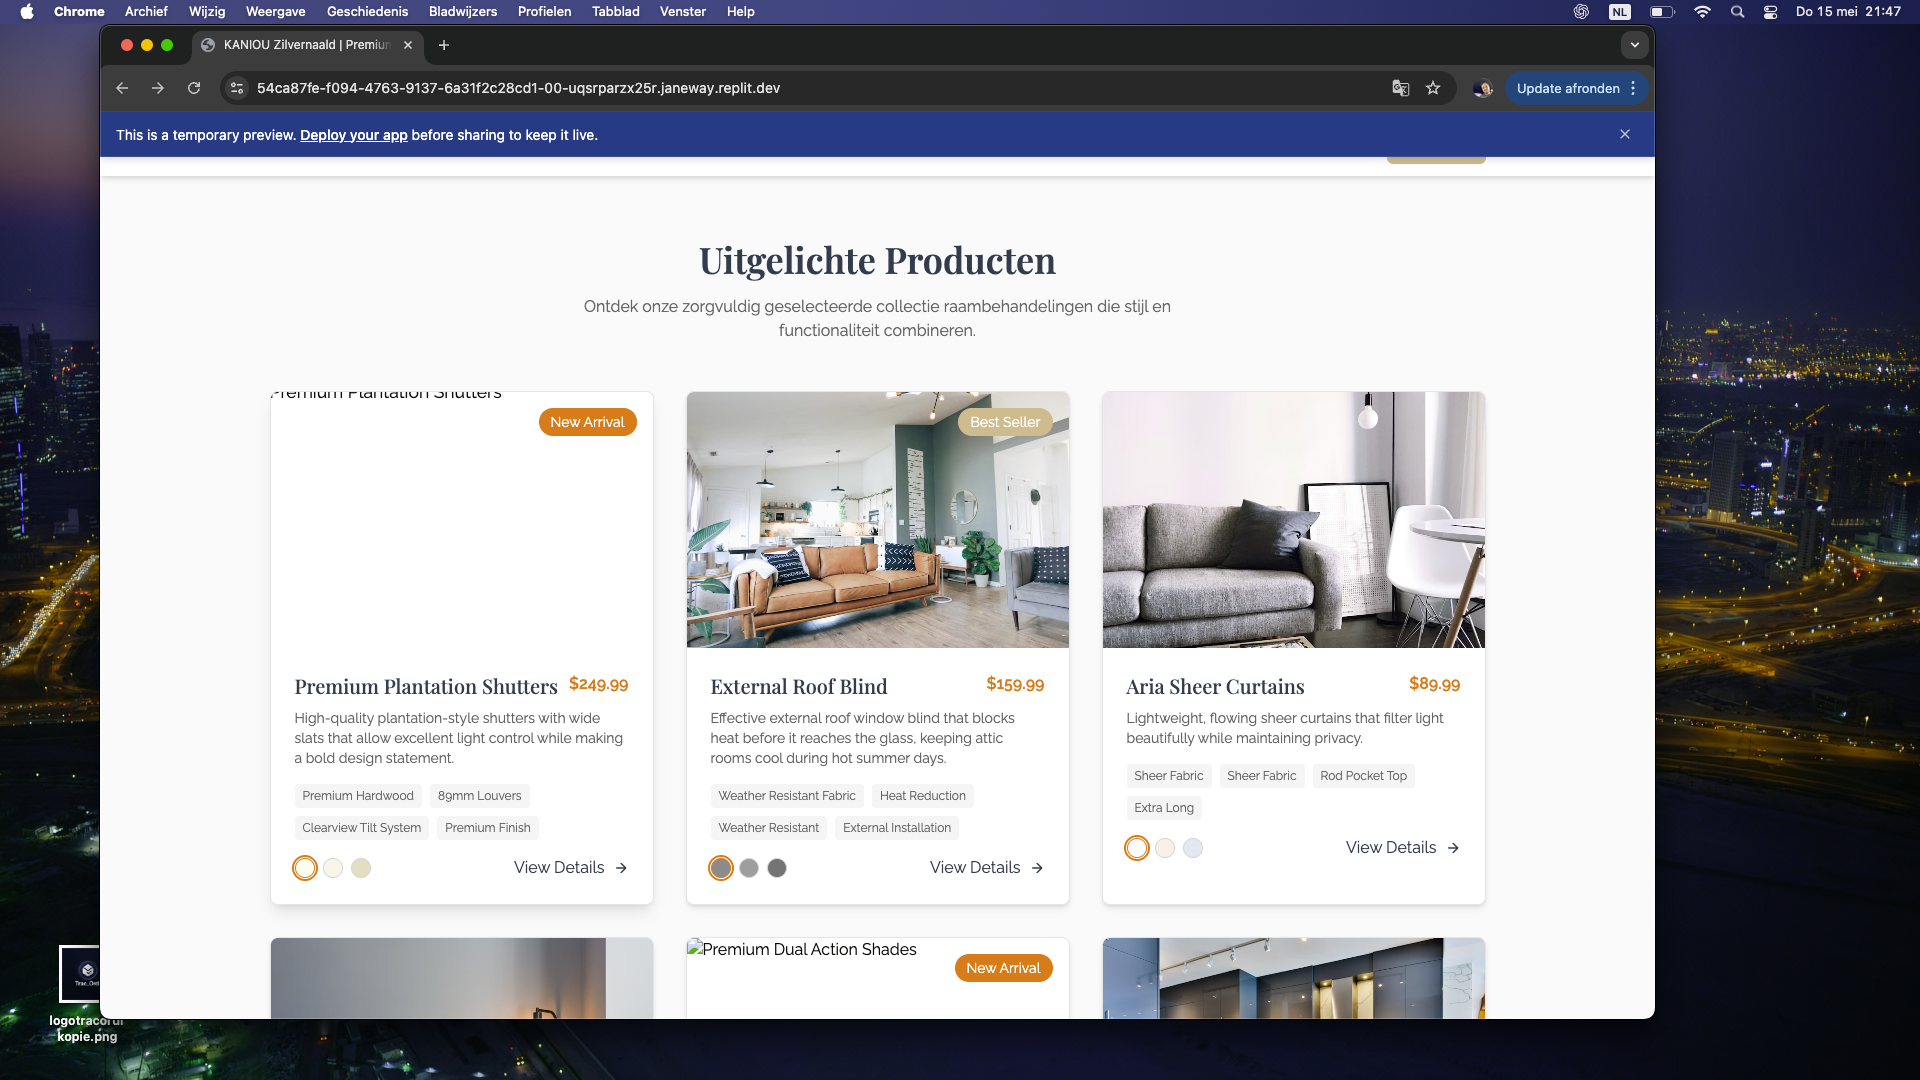 Chrome Archief Wijzig Weergave Geschiedenis Bladwijzers Profielen Tabblad Venster Help
NL Do 15 mei 21:47
KANIOU Zilvernaald | Premium
54ca87fe-f094-4763-9137-6a31f2c28cd1-00-uqsrparzx25r.janeway.replit.dev
Update afronden
This is a temporary preview. Deploy your app before sharing to keep it live.
Uitgelichte Producten
Ontdek onze zorgvuldig geselecteerde collectie raambehandelingen die stijl en
functionaliteit combineren.
Premium Plantation Shutters
New Arrival
Premium Plantation Shutters $249.99
High-quality plantation-style shutters with wide
slats that allow excellent light control while making
a bold design statement.
Premium Hardwood 89mm Louvers
Clearview Tilt System Premium Finish
View Details →
Best Seller
External Roof Blind $159.99
Effective external roof window blind that blocks
heat before it reaches the glass, keeping attic
rooms cool during hot summer days.
Weather Resistant Fabric Heat Reduction
Weather Resistant External Installation
View Details →
Aria Sheer Curtains $89.99
Lightweight, flowing sheer curtains that filter light
beautifully while maintaining privacy.
Sheer Fabric Sheer Fabric Rod Pocket Top
Extra Long
View Details →
Premium Dual Action Shades
New Arrival
logotracordi
kopie.png